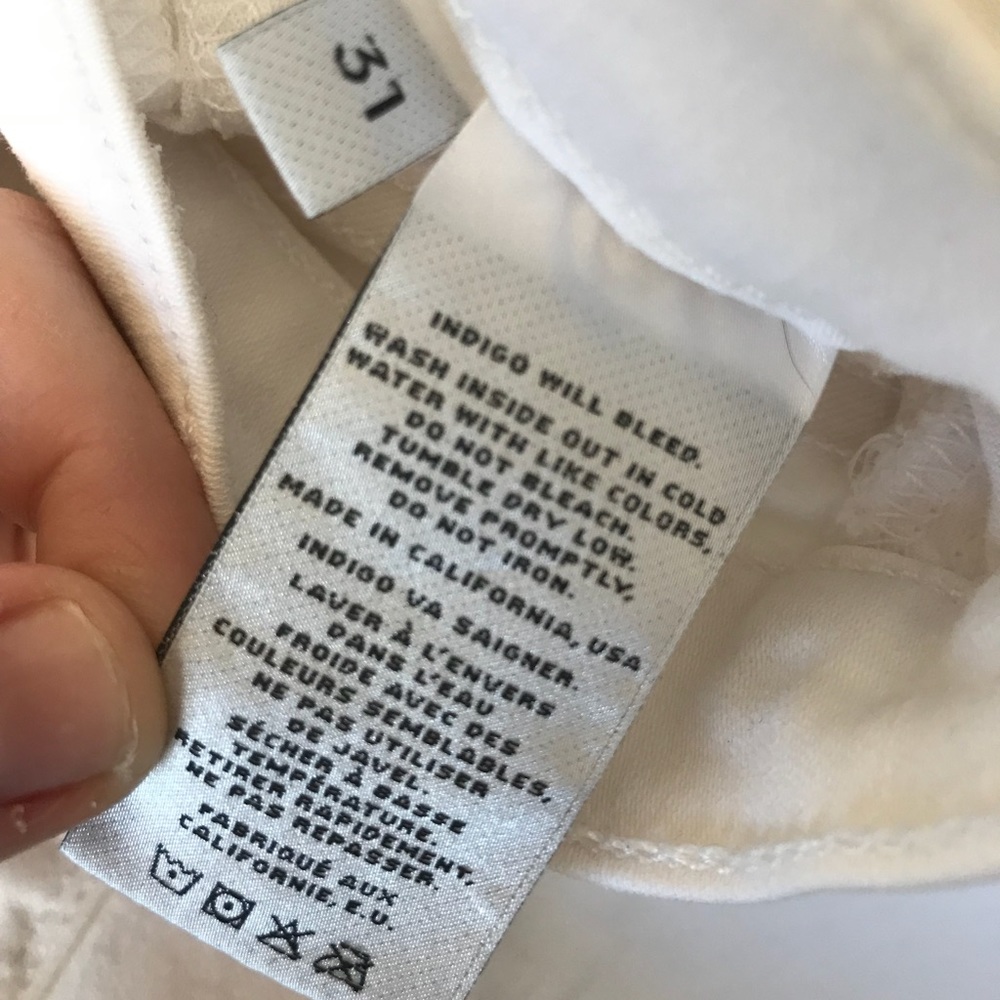 31
INDIGO WILL BLEED.
WASH INSIDE OUT IN COLD
WATER WITH LIKE COLORS,
DO NOT BLEACH.
TUMBLE DRY LOW.
REMOVE PROMPTLY,
DO NOT IRON.
MADE IN CALIFORNIA, USA
INDIGO VA SAIGNER.
LAVER À L'ENVERS
DANS L'EAU
FROIDE AVEC DES
COULEURS SEMBLABLES,
NE PAS UTILISER
DE JAVEL.
SÉCHER À BASSE
TEMPÉRATURE.
RETIRER RAPIDEMENT,
NE PAS REPASSER.
FABRIQUÉ AUX
CALIFORNIE, E.U.